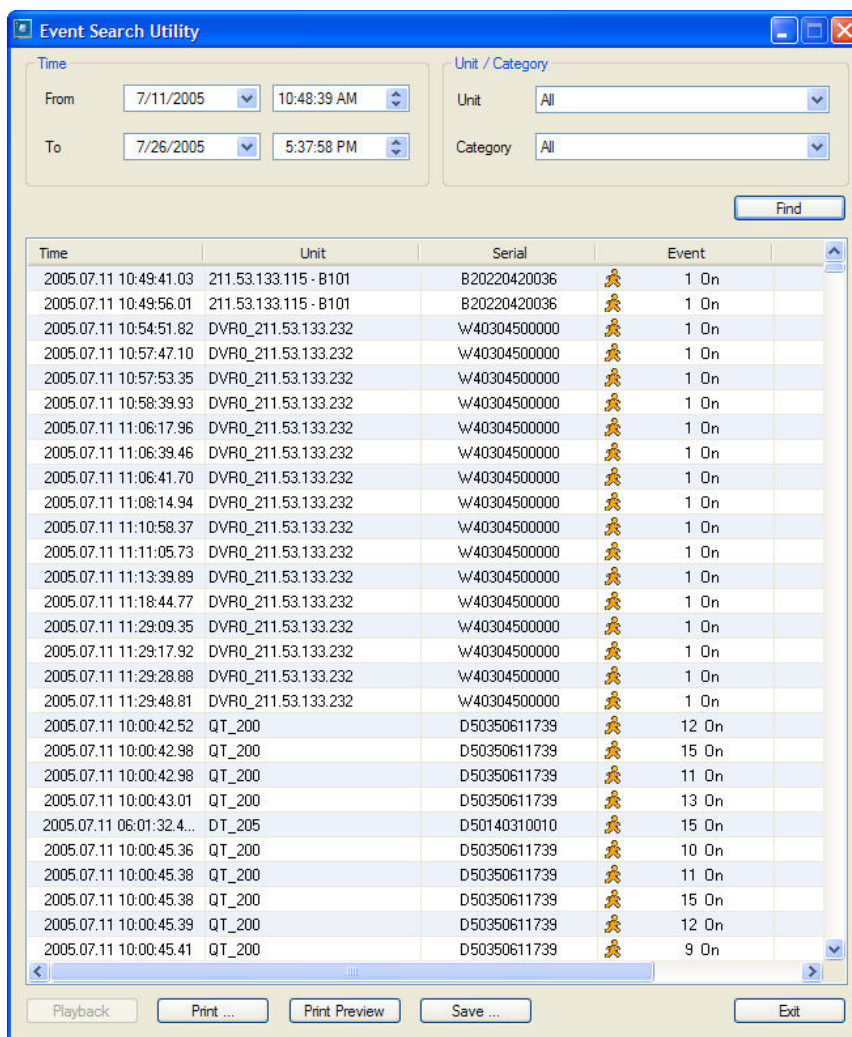 Event Search Utility
Time
From 7/11/2005 10:48:39 AM
To 7/26/2005 5:37:58 PM
Unit / Category
Unit All
Category All
Find
Time Unit Serial Event
2005.07.11 10:49:41.03 211.53.133.115 - B101 B20220420036 1 On
2005.07.11 10:49:56.01 211.53.133.115 - B101 B20220420036 1 On
2005.07.11 10:54:51.82 DVR0_211.53.133.232 W40304500000 1 On
2005.07.11 10:57:47.10 DVR0_211.53.133.232 W40304500000 1 On
2005.07.11 10:57:53.35 DVR0_211.53.133.232 W40304500000 1 On
2005.07.11 10:58:39.93 DVR0_211.53.133.232 W40304500000 1 On
2005.07.11 11:06:17.96 DVR0_211.53.133.232 W40304500000 1 On
2005.07.11 11:06:39.46 DVR0_211.53.133.232 W40304500000 1 On
2005.07.11 11:06:41.70 DVR0_211.53.133.232 W40304500000 1 On
2005.07.11 11:08:14.94 DVR0_211.53.133.232 W40304500000 1 On
2005.07.11 11:10:58.37 DVR0_211.53.133.232 W40304500000 1 On
2005.07.11 11:11:05.73 DVR0_211.53.133.232 W40304500000 1 On
2005.07.11 11:13:39.89 DVR0_211.53.133.232 W40304500000 1 On
2005.07.11 11:18:44.77 DVR0_211.53.133.232 W40304500000 1 On
2005.07.11 11:29:09.35 DVR0_211.53.133.232 W40304500000 1 On
2005.07.11 11:29:17.92 DVR0_211.53.133.232 W40304500000 1 On
2005.07.11 11:29:28.88 DVR0_211.53.133.232 W40304500000 1 On
2005.07.11 11:29:48.81 DVR0_211.53.133.232 W40304500000 1 On
2005.07.11 10:00:42.52 QT_200 D50350611739 12 On
2005.07.11 10:00:42.98 QT_200 D50350611739 15 On
2005.07.11 10:00:42.98 QT_200 D50350611739 11 On
2005.07.11 10:00:43.01 QT_200 D50350611739 13 On
2005.07.11 06:01:32.4... DT_205 D50140310010 15 On
2005.07.11 10:00:45.36 QT_200 D50350611739 10 On
2005.07.11 10:00:45.38 QT_200 D50350611739 11 On
2005.07.11 10:00:45.38 QT_200 D50350611739 15 On
2005.07.11 10:00:45.39 QT_200 D50350611739 12 On
2005.07.11 10:00:45.41 QT_200 D50350611739 9 On
Playback Print ... Print Preview Save ... Exit